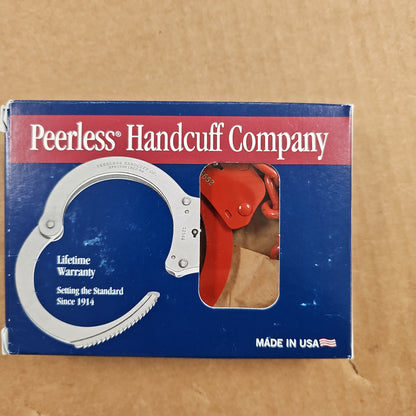 Peerless® Handcuff Company
Lifetime
Warranty
Setting the Standard
Since 1914
MADE IN USA